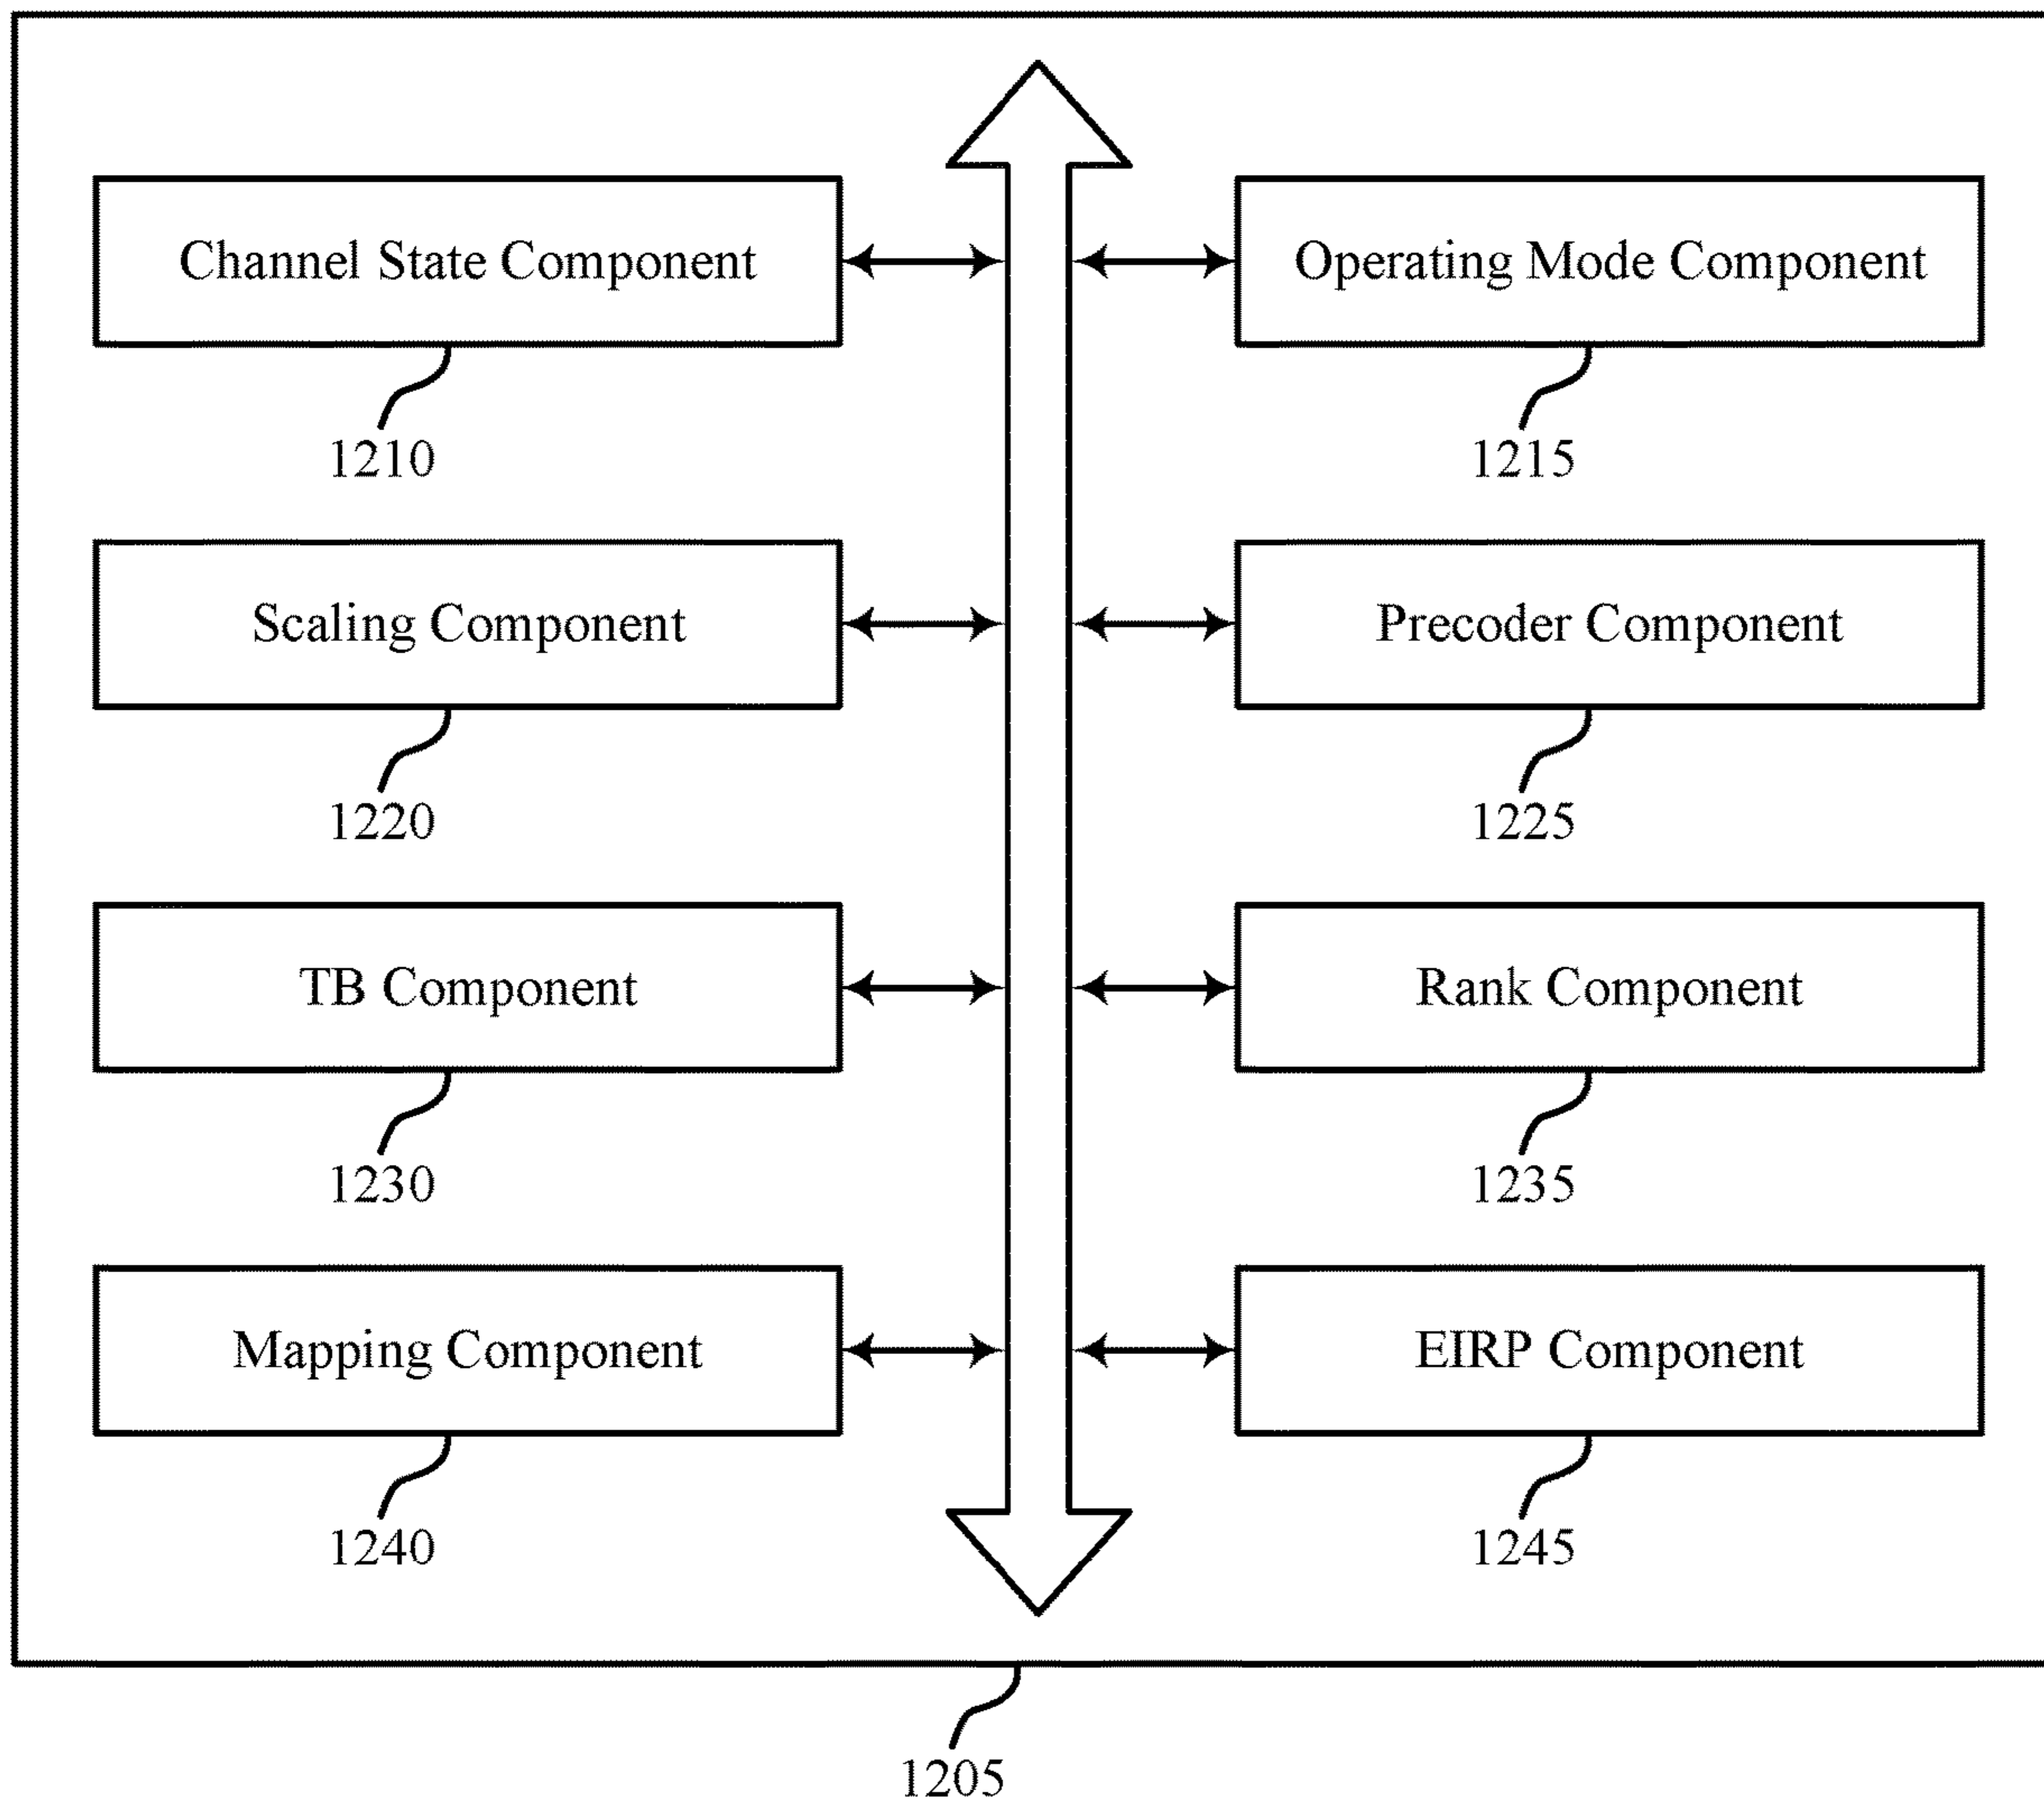 Channel State Component
Operating Mode Component
1210
1215
Scaling Component
Precoder Component
1220
1225
TB Component
Rank Component
1230
1235
Mapping Component
EIRP Component
1240
1245
1205